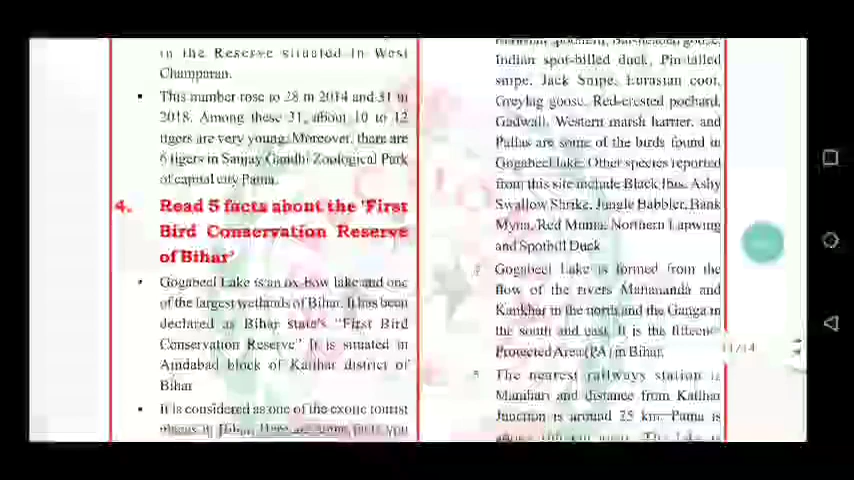 in the Reserve situated in West
Champaran.
• This number rose to 28 in 2014 and 31 in
2018. Among these 31, about 10 to 12
tigers are very young. Moreover, there are
6 tigers in Sanjay Gandhi Zoological Park
of capital city Patna.
4. Read 5 facts about the 'First
Bird Conservation Reserve
of Bihar'
• Gogabeel Lake is an ox-bow lake and one
of the largest wetlands of Bihar. It has been
declared as Bihar state's "First Bird
Conservation Reserve" It is situated in
Amdabad block of Katihar district of
Bihar
• It is considered as one of the exotic tourist
places in Bihar. Here are some facts you
Indian spot-billed duck, Pin-tailed
snipe, Jack Snipe, Eurasian coot,
Greylag goose, Red-crested pochard,
Gadwall, Western marsh harrier, and
Pallas are some of the birds found in
Gogabeel lake. Other species reported
from this site include Black Ibis, Ashy
Swallow Shrike, Jungle Babbler, Bank
Myna, Red Munia, Northern Lapwing
and Spotbill Duck
Gogabeel Lake is formed from the
flow of the rivers Mahananda and
Kankhar in the north and the Ganga in
the south and east. It is the fifteenth
Protected Area (PA) in Bihar.
The nearest railways station is
Manihari and distance from Katihar
Junction is around 25 km. Patna is
11/14